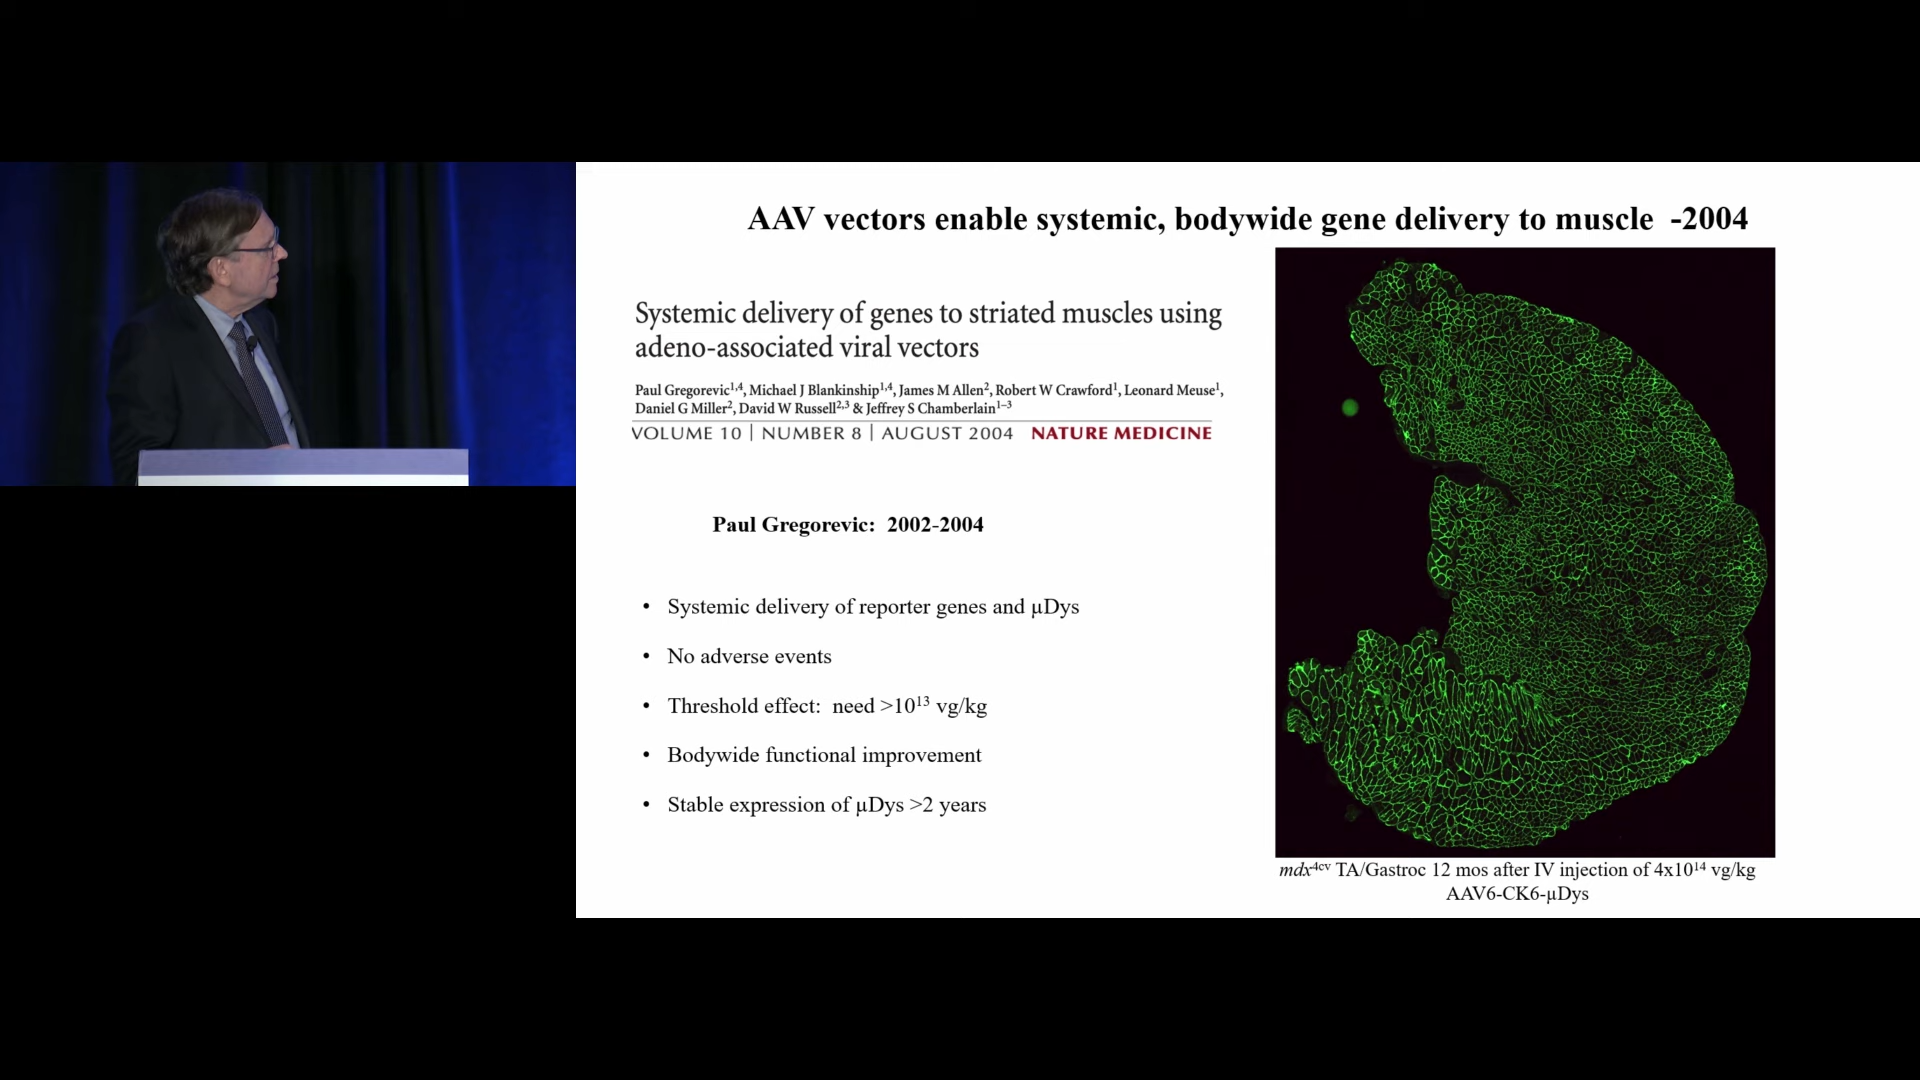 AAV vectors enable systemic, bodywide gene delivery to muscle -2004
Systemic delivery of genes to striated muscles using
adeno-associated viral vectors
Paul Gregorevic1,4, Michael J Blankinship1,4, James M Allen2, Robert W Crawford1, Leonard Meuse1,
Daniel G Miller2, David W Russell2,3 & Jeffrey S Chamberlain1–3
VOLUME 10 | NUMBER 8 | AUGUST 2004 NATURE MEDICINE
Paul Gregorevic: 2002-2004
• Systemic delivery of reporter genes and µDys
• No adverse events
• Threshold effect: need >10¹³ vg/kg
• Bodywide functional improvement
• Stable expression of µDys >2 years
mdx4cv TA/Gastroc 12 mos after IV injection of 4x10¹⁴ vg/kg
AAV6-CK6-µDys